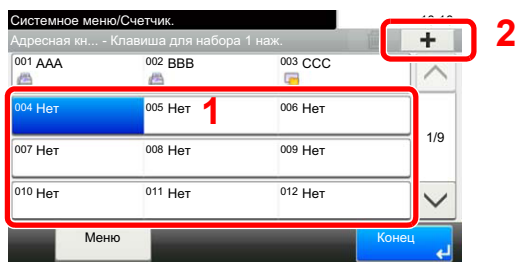 Системное меню/Счетчик.
Адресная кн... - Клавиша для набора 1 наж.
+ 2
001 AAA 002 BBB 003 CCC
004 Нет 005 Нет 1 006 Нет
1/9
007 Нет 008 Нет 009 Нет
010 Нет 011 Нет 012 Нет
Меню Конец